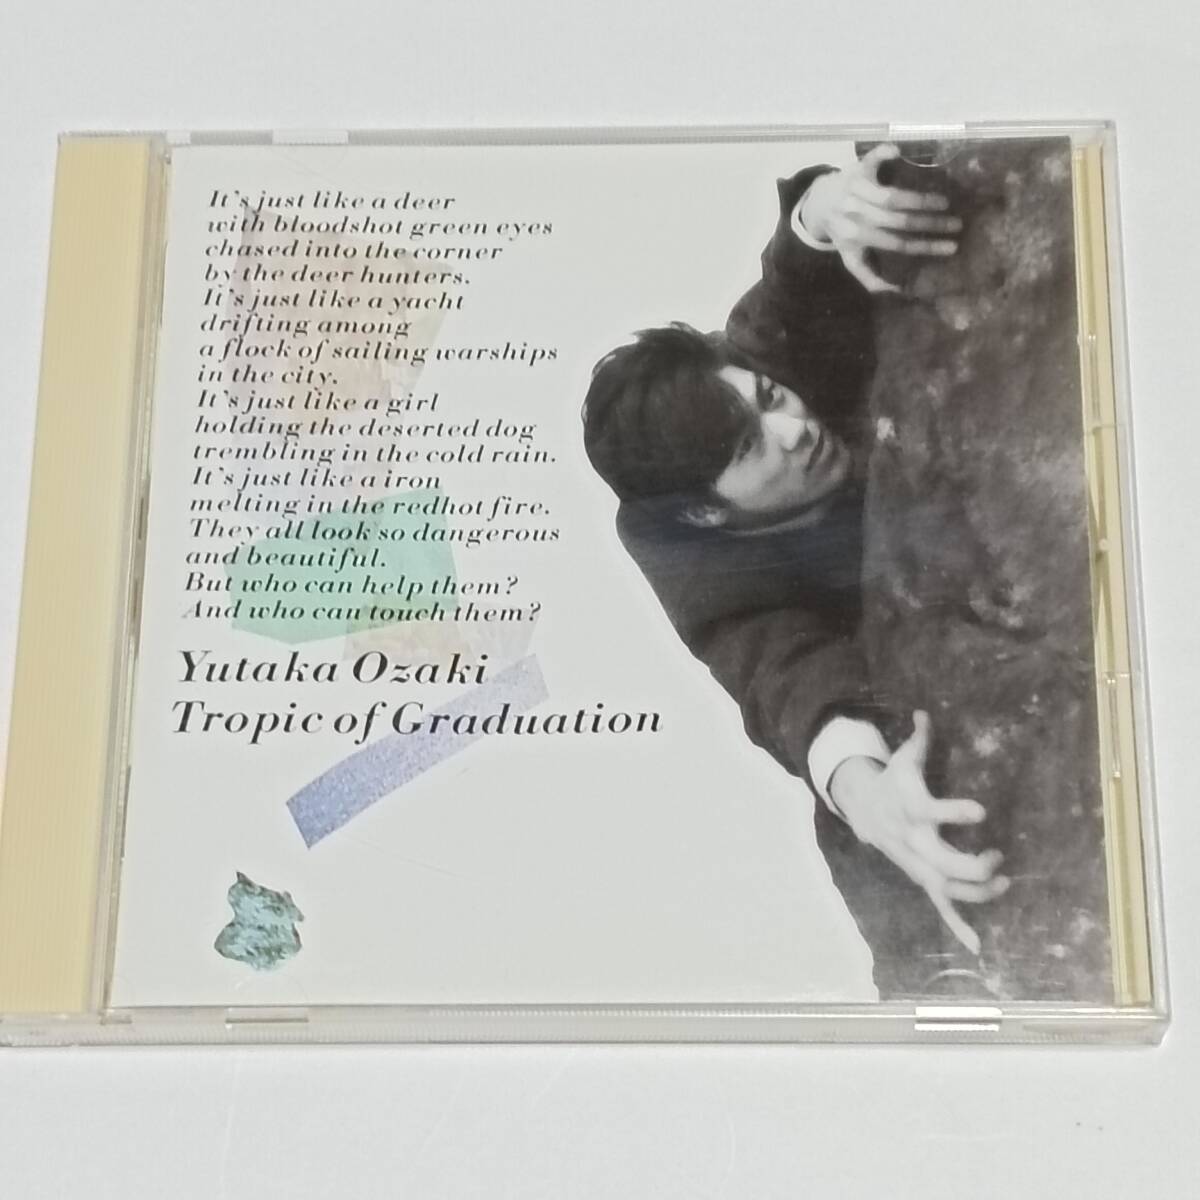 It's just like a deer
with bloodshot green eyes
chased into the corner
by the deer hunters.
It's just like a yacht
drifting among
a flock of sailing warships
in the city.
It's just like a girl
holding the deserted dog
trembling in the cold rain.
It's just like a iron
melting in the redhot fire.
They all look so dangerous
and beautiful.
But who can help them?
And who can touch them?
Yutaka Ozaki
Tropic of Graduation